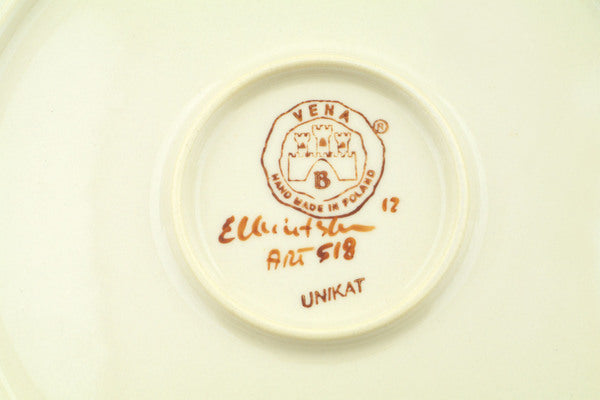 VENA
®
B
HAND MADE IN POLAND
12
ART 518
UNIKAT